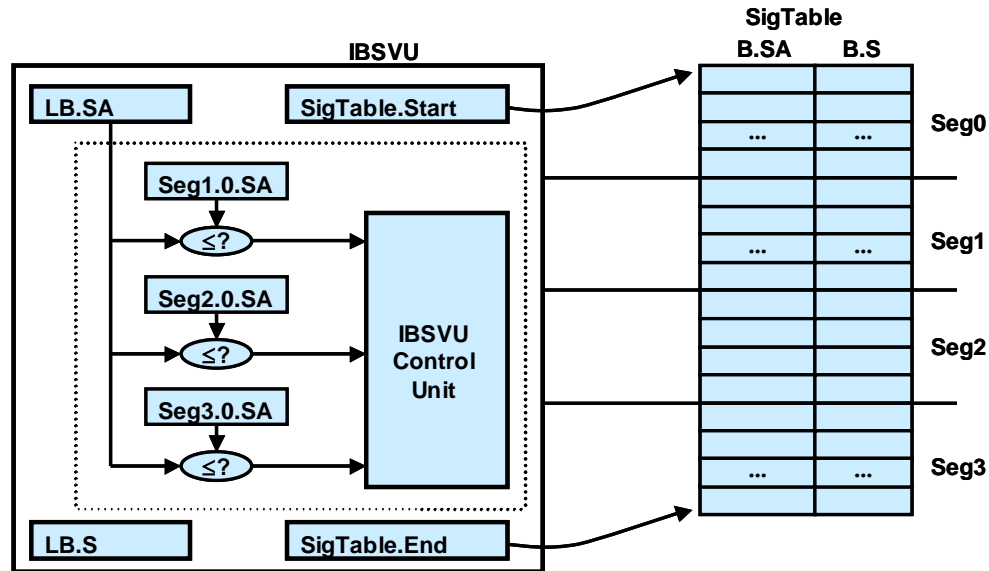 SigTable
IBSVU
B.SA B.S
LB.SA
SigTable.Start
Seg0
... ...
Seg1.0.SA
≤?
Seg1
... ...
Seg2.0.SA
≤?
IBSVU
Control
Unit
Seg2
Seg3.0.SA
≤?
Seg3
... ...
LB.S
SigTable.End